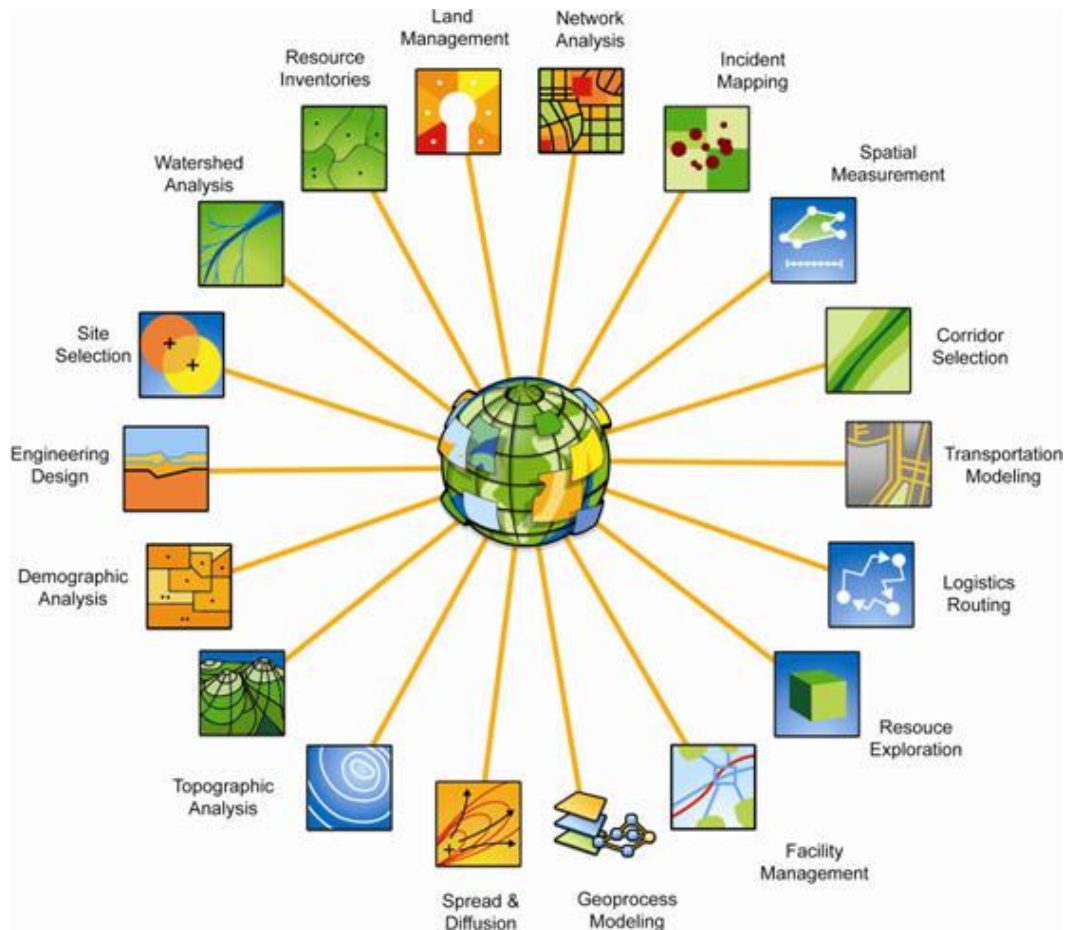 Land
Management
Network
Analysis
Resource
Inventories
Incident
Mapping
Watershed
Analysis
Spatial
Measurement
Site
Selection
Corridor
Selection
Engineering
Design
Transportation
Modeling
Demographic
Analysis
Logistics
Routing
Topographic
Analysis
Resouce
Exploration
Spread &
Diffusion
Geoprocess
Modeling
Facility
Management